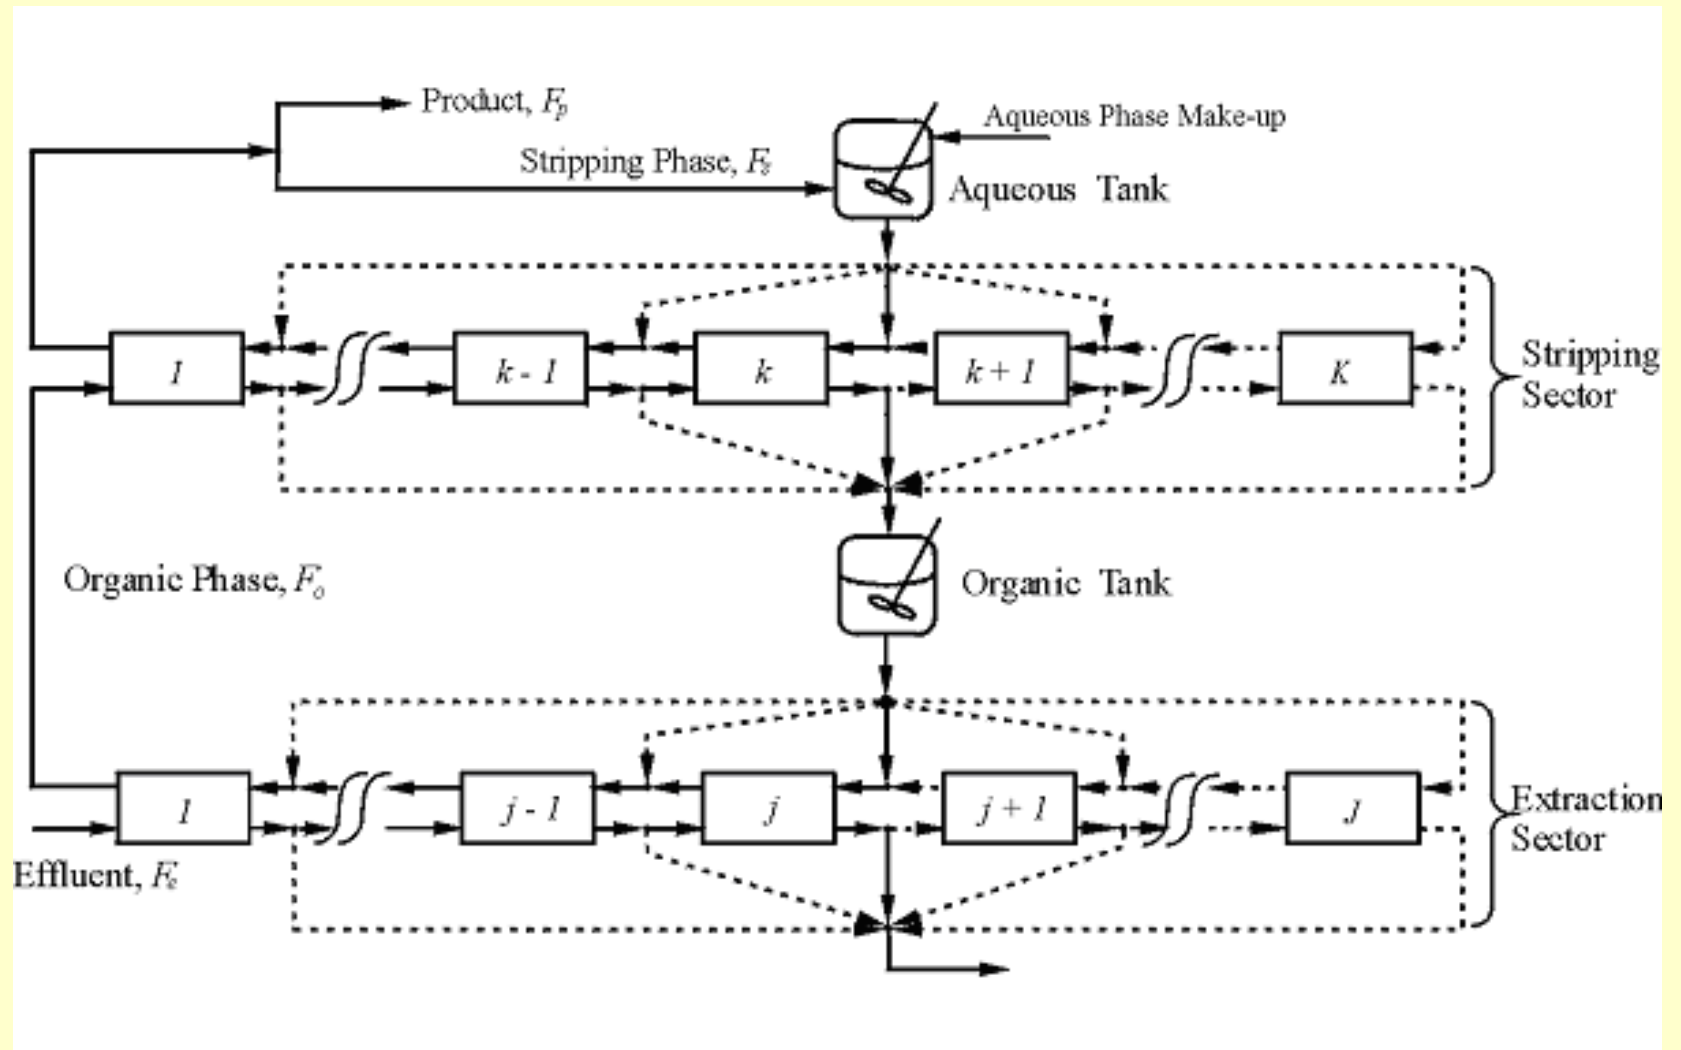 Product, Fp
Aqueous Phase Make-up
Stripping Phase, Fs
Aqueous Tank
1
k - 1
k
k + 1
K
Stripping
Sector
Organic Phase, Fo
Organic Tank
1
j - 1
j
j + 1
J
Extraction
Sector
Effluent, Fe